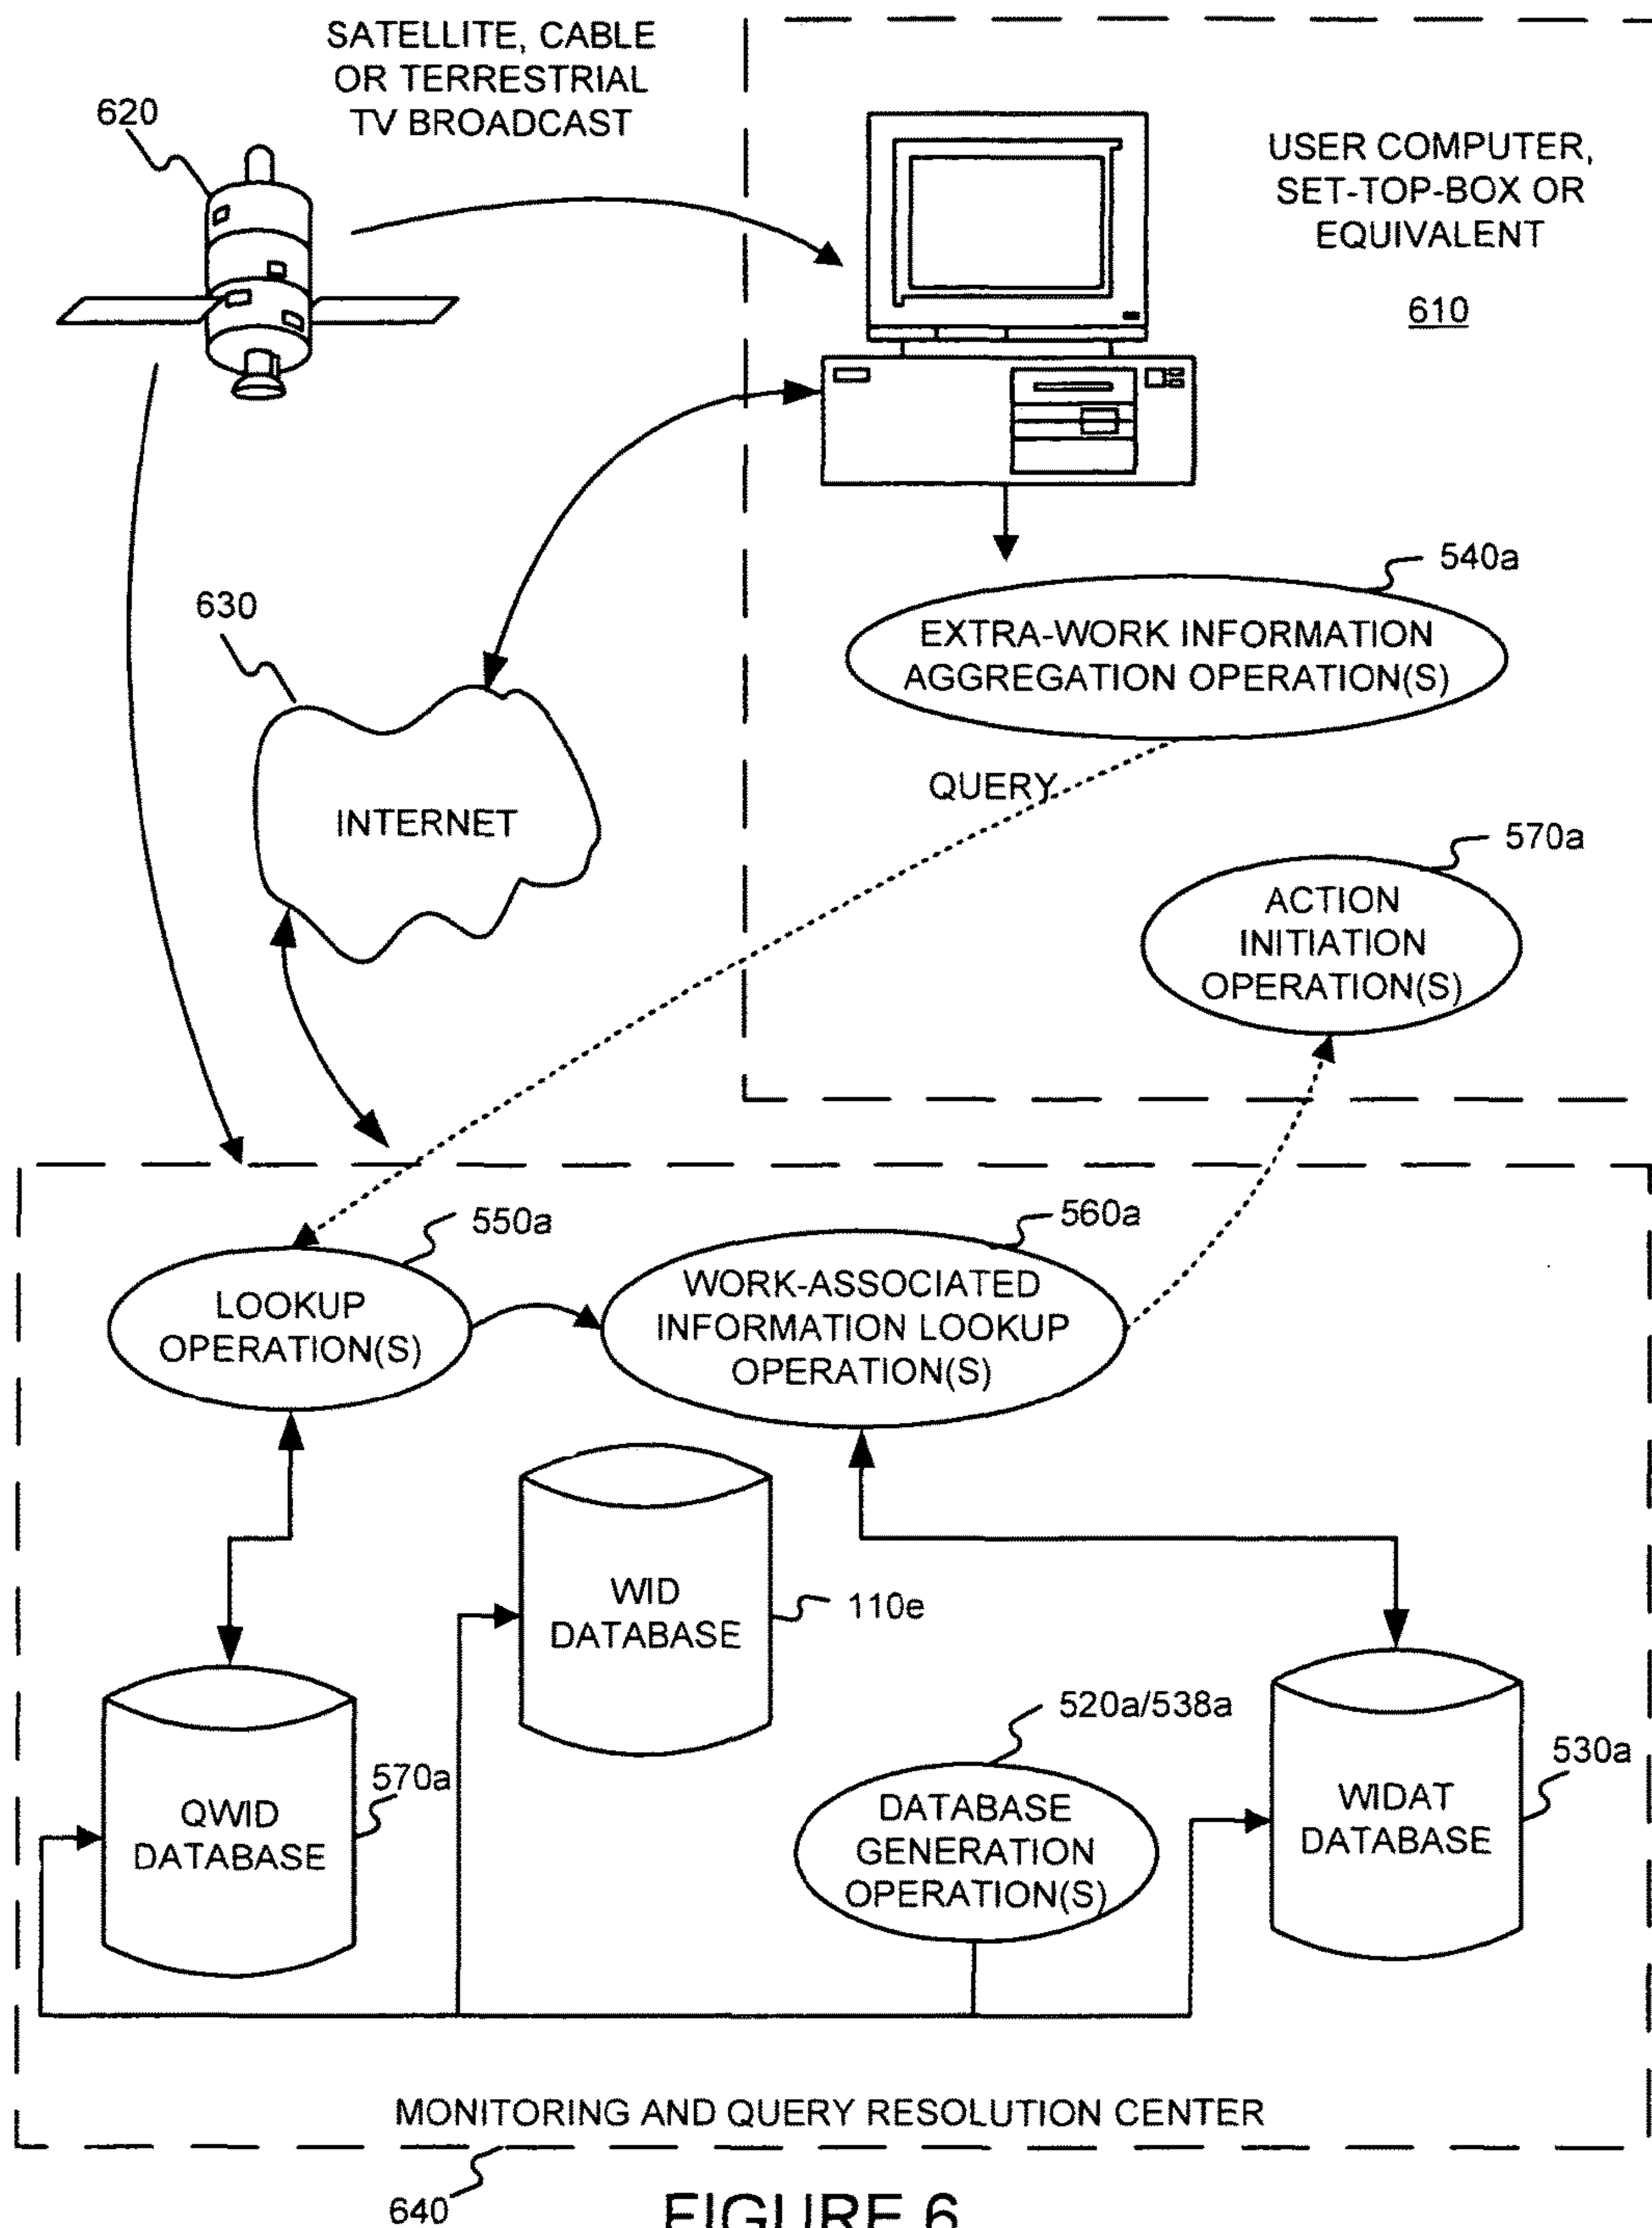 SATELLITE, CABLE
OR TERRESTRIAL
TV BROADCAST
620
USER COMPUTER,
SET-TOP-BOX OR
EQUIVALENT
610
540a
EXTRA-WORK INFORMATION
AGGREGATION OPERATION(S)
630
INTERNET
QUERY
570a
ACTION
INITIATION
OPERATION(S)
550a
LOOKUP
OPERATION(S)
560a
WORK-ASSOCIATED
INFORMATION LOOKUP
OPERATION(S)
WID
DATABASE
110e
520a/538a
DATABASE
GENERATION
OPERATION(S)
570a
QWID
DATABASE
530a
WIDAT
DATABASE
MONITORING AND QUERY RESOLUTION CENTER
640
FIGURE 6